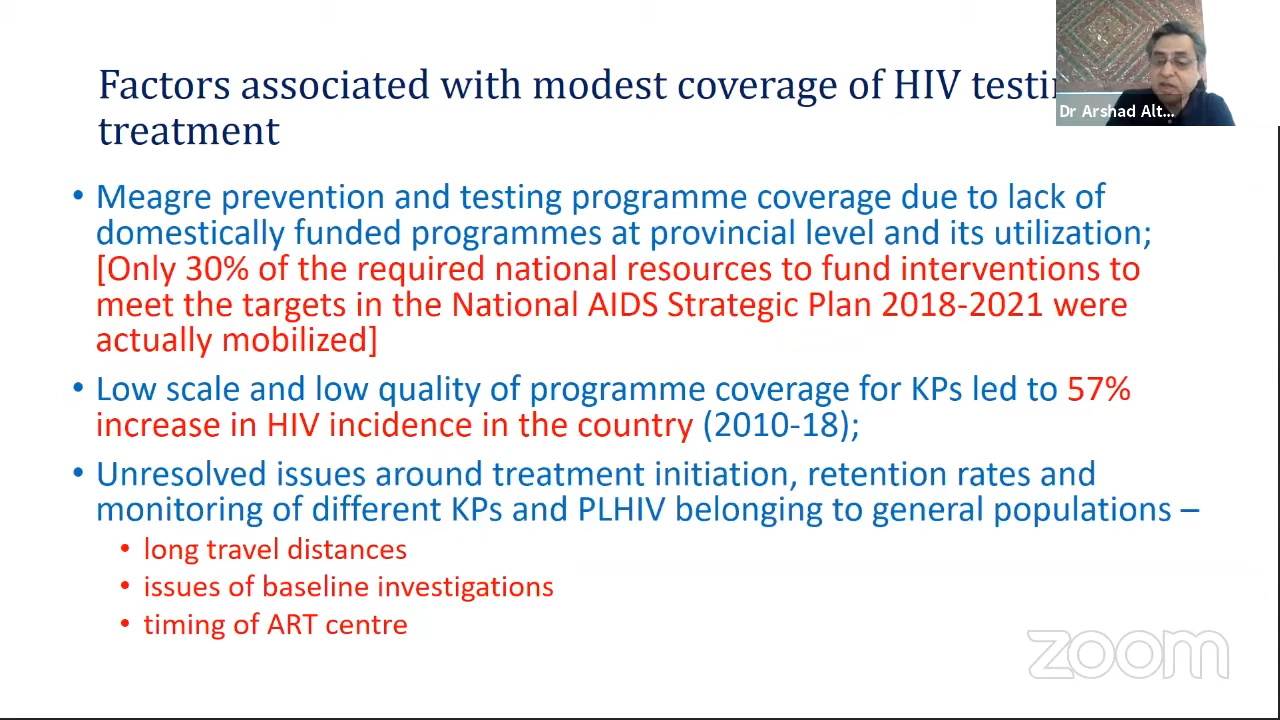 Factors associated with modest coverage of HIV testin
treatment
Dr Arshad Alt...
• Meagre prevention and testing programme coverage due to lack of
domestically funded programmes at provincial level and its utilization;
[Only 30% of the required national resources to fund interventions to
meet the targets in the National AIDS Strategic Plan 2018-2021 were
actually mobilized]
• Low scale and low quality of programme coverage for KPs led to 57%
increase in HIV incidence in the country (2010-18);
• Unresolved issues around treatment initiation, retention rates and
monitoring of different KPs and PLHIV belonging to general populations –
• long travel distances
• issues of baseline investigations
• timing of ART centre
zoom